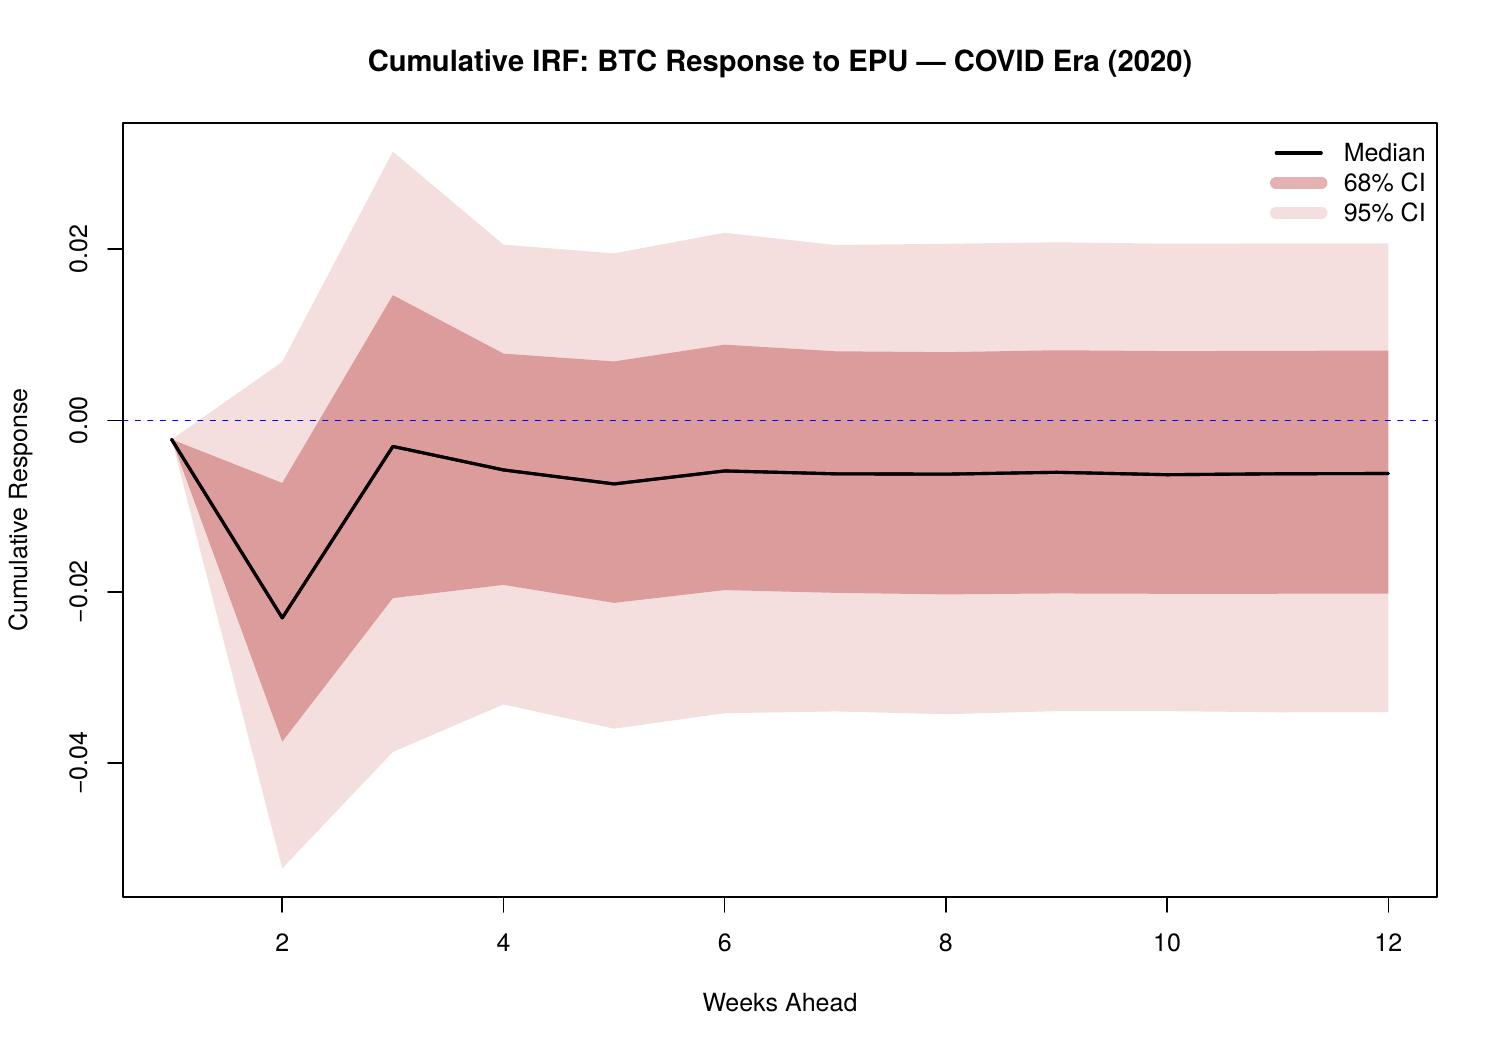 Cumulative IRF: BTC Response to EPU — COVID Era (2020)
Median
68% CI
95% CI
Cumulative Response
0.02
0.00
−0.02
−0.04
2 4 6 8 10 12
Weeks Ahead